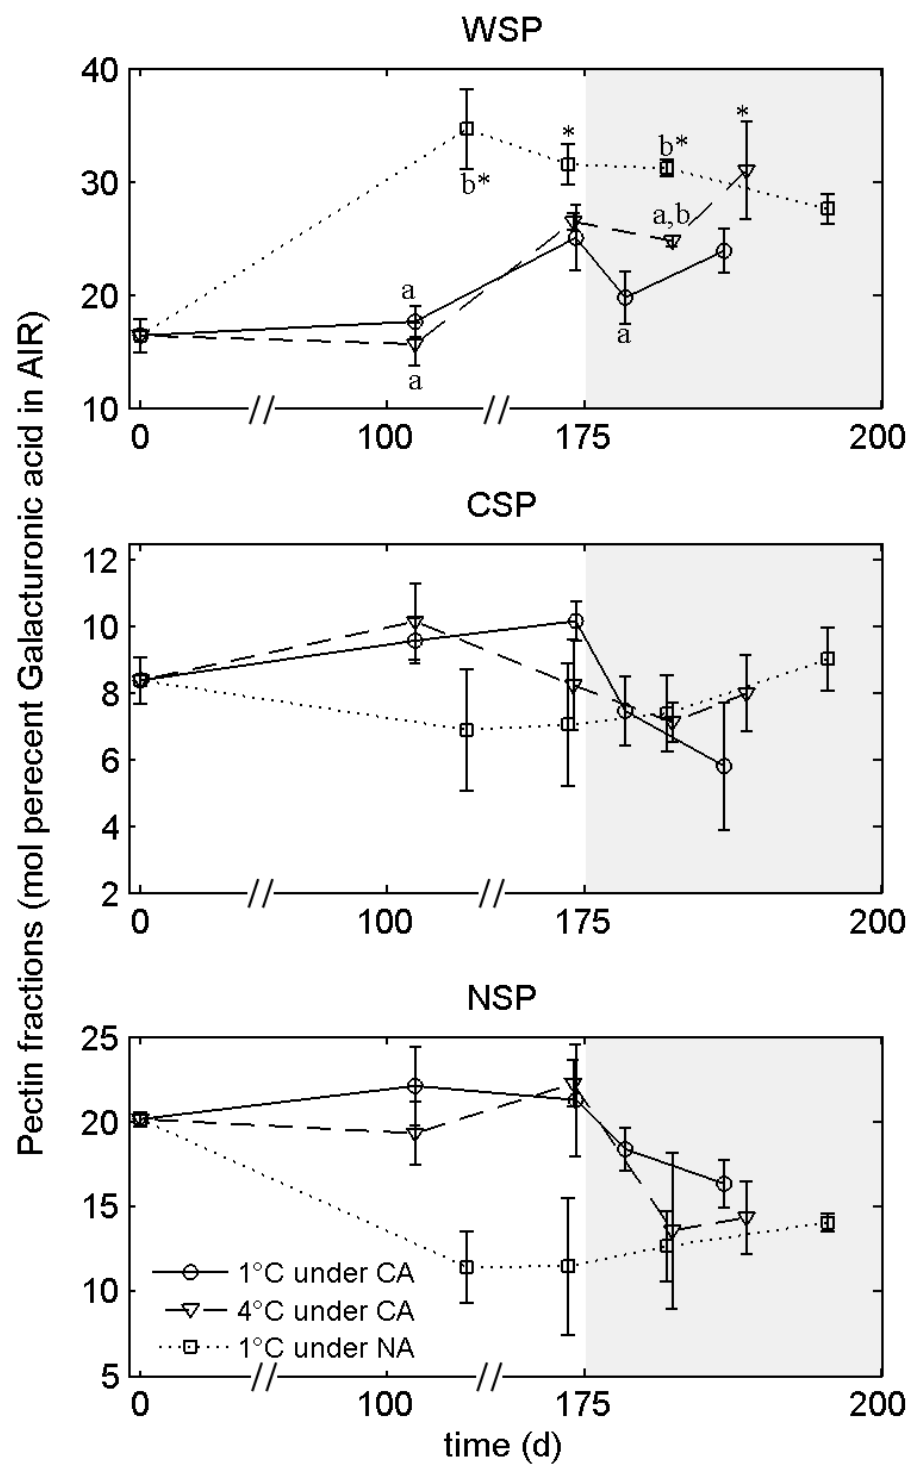 WSP
40
30
20
10
*
b*
b*
*
a,b
a
a
a
0 // // 100 175 200
CSP
12
10
8
6
4
2
0 // 100 // 175 200
NSP
25
20
15
10
5
1°C under CA
4°C under CA
1°C under NA
0 // 100 // 175 200
time (d)
Pectin fractions (mol perecent Galacturonic acid in AIR)